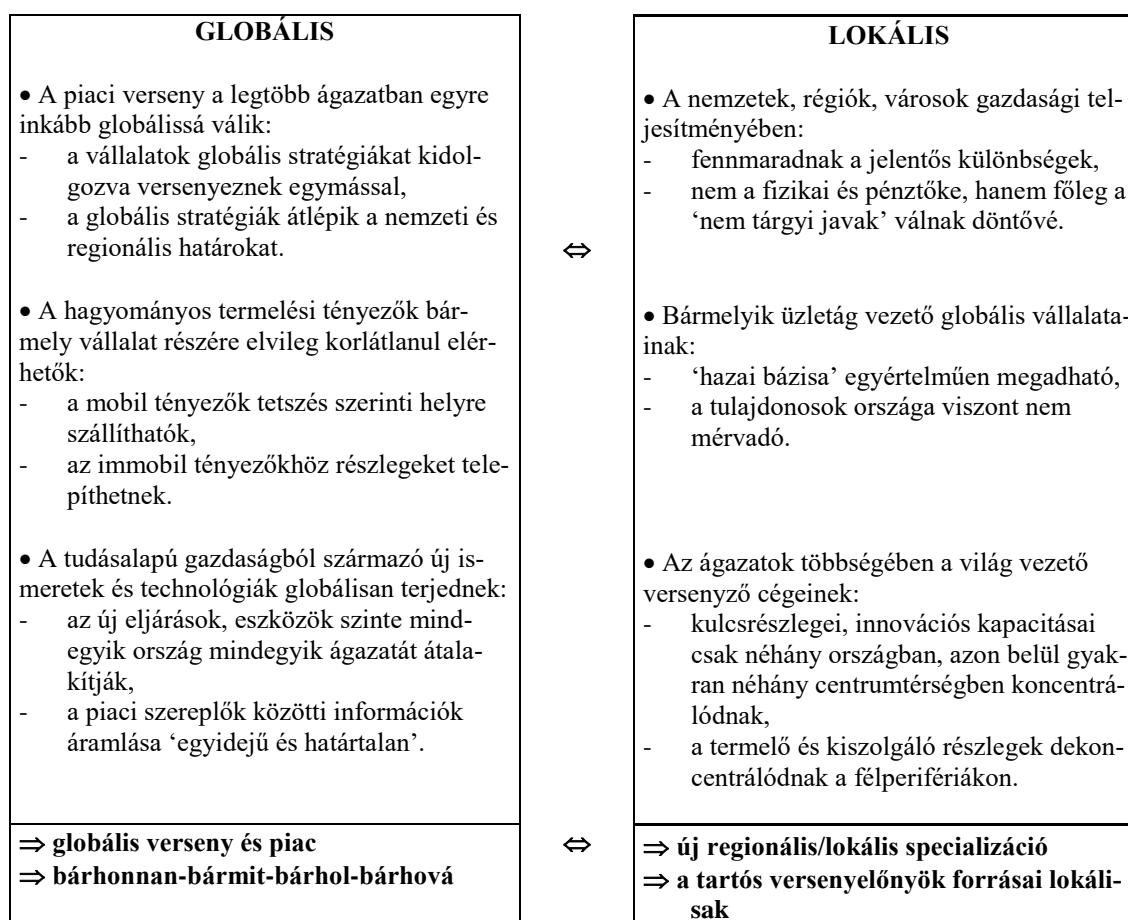 GLOBÁLIS
• A piaci verseny a legtöbb ágazatban egyre
inkább globálissá válik:
- a vállalatok globális stratégiákat kidol-
gozva versenyeznek egymással,
- a globális stratégiák átlépik a nemzeti és
regionális határokat.
• A hagyományos termelési tényezők bár-
mely vállalat részére elvileg korlátlanul elér-
hetők:
- a mobil tényezők tetszés szerinti helyre
szállíthatók,
- az immobil tényezőkhöz részlegeket tele-
píthetnek.
• A tudásalapú gazdaságból származó új is-
meretek és technológiák globálisan terjednek:
- az új eljárások, eszközök szinte mind-
egyik ország mindegyik ágazatát átala-
kítják,
- a piaci szereplők közötti információk
áramlása ‘egyidejű és határtalan’.
⇒ globális verseny és piac
⇒ bárhonnan-bármit-bárhol-bárhová
⇔
⇔
LOKÁLIS
• A nemzetek, régiók, városok gazdasági tel-
jesítményében:
- fennmaradnak a jelentős különbségek,
- nem a fizikai és pénztőke, hanem főleg a
‘nem tárgyi javak’ válnak döntővé.
• Bármelyik üzletág vezető globális vállalata-
inak:
- ‘hazai bázisa’ egyértelműen megadható,
- a tulajdonosok országa viszont nem
mérvadó.
• Az ágazatok többségében a világ vezető
versenyző cégeinek:
- kulcsrészlegei, innovációs kapacitásai
csak néhány országban, azon belül gyak-
ran néhány centrumtérségben koncentrá-
lódnak,
- a termelő és kiszolgáló részlegek dekon-
centrálódnak a félperifériákon.
⇒ új regionális/lokális specializáció
⇒ a tartós versenyelőnyök forrásai lokáli-
sak